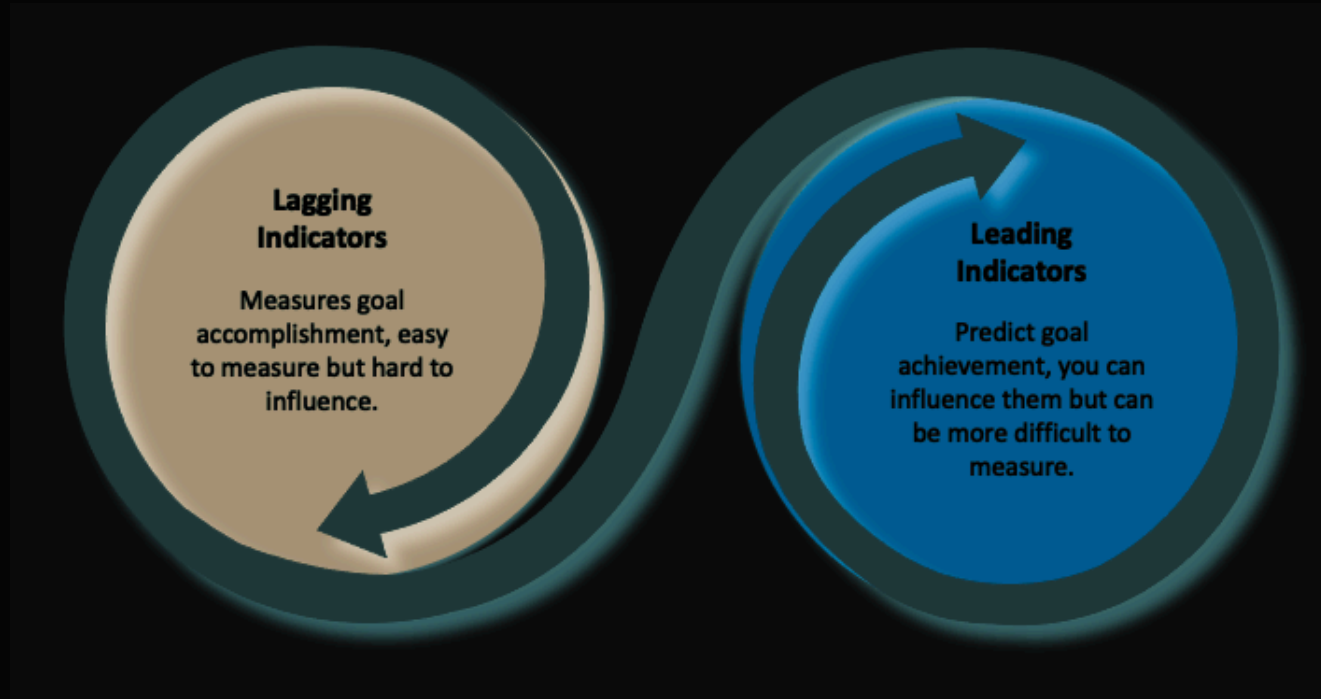 Lagging
Indicators
Measures goal
accomplishment, easy
to measure but hard to
influence.
Leading
Indicators
Predict goal
achievement, you can
influence them but can
be more difficult to
measure.